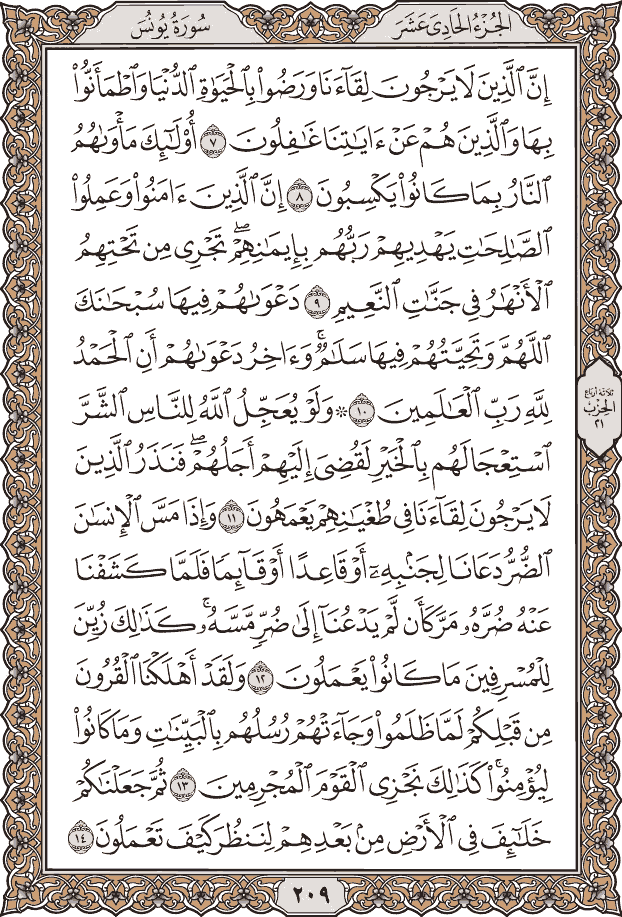 الجُزْءُ الحَادِى عَشَرَ
سُورَةُ يُونُسَ
إِنَّ ٱلَّذِينَ لَا يَرْجُونَ لِقَآءَنَا وَرَضُوا۟ بِٱلْحَيَوٰةِ ٱلدُّنْيَا وَٱطْمَأَنُّوا۟
بِهَا وَٱلَّذِينَ هُمْ عَنْ ءَايَـٰتِنَا غَـٰفِلُونَ ٧ أُو۟لَـٰٓئِكَ مَأْوَىٰهُمُ
ٱلنَّارُ بِمَا كَانُوا۟ يَكْسِبُونَ ٨ إِنَّ ٱلَّذِينَ ءَامَنُوا۟ وَعَمِلُوا۟
ٱلصَّـٰلِحَـٰتِ يَهْدِيهِمْ رَبُّهُم بِإِيمَـٰنِهِمْ ۖ تَجْرِى مِن تَحْتِهِمُ
ٱلْأَنْهَـٰرُ فِى جَنَّـٰتِ ٱلنَّعِيمِ ٩ دَعْوَىٰهُمْ فِيهَا سُبْحَـٰنَكَ
ٱللَّهُمَّ وَتَحِيَّتُهُمْ فِيهَا سَلَـٰمٌ ۚ وَءَاخِرُ دَعْوَىٰهُمْ أَنِ ٱلْحَمْدُ
لِلَّهِ رَبِّ ٱلْعَـٰلَمِينَ ١٠ ۞ وَلَوْ يُعَجِّلُ ٱللَّهُ لِلنَّاسِ ٱلشَّرَّ
ٱسْتِعْجَالَهُم بِٱلْخَيْرِ لَقُضِىَ إِلَيْهِمْ أَجَلُهُمْ ۖ فَنَذَرُ ٱلَّذِينَ
لَا يَرْجُونَ لِقَآءَنَا فِى طُغْيَـٰنِهِمْ يَعْمَهُونَ ١١ وَإِذَا مَسَّ ٱلْإِنسَـٰنَ
ٱلضُّرُّ دَعَانَا لِجَنۢبِهِۦٓ أَوْ قَاعِدًا أَوْ قَآئِمًا فَلَمَّا كَشَفْنَا
عَنْهُ ضُرَّهُۥ مَرَّ كَأَن لَّمْ يَدْعُنَآ إِلَىٰ ضُرٍّ مَّسَّهُۥ ۚ كَذَٰلِكَ زُيِّنَ
لِلْمُسْرِفِينَ مَا كَانُوا۟ يَعْمَلُونَ ١٢ وَلَقَدْ أَهْلَكْنَا ٱلْقُرُونَ
مِن قَبْلِكُمْ لَمَّا ظَلَمُوا۟ وَجَآءَتْهُمْ رُسُلُهُم بِٱلْبَيِّنَـٰتِ وَمَا كَانُوا۟
لِيُؤْمِنُوا۟ ۚ كَذَٰلِكَ نَجْزِى ٱلْقَوْمَ ٱلْمُجْرِمِينَ ١٣ ثُمَّ جَعَلْنَـٰكُمْ
خَلَـٰٓئِفَ فِى ٱلْأَرْضِ مِنۢ بَعْدِهِمْ لِنَنظُرَ كَيْفَ تَعْمَلُونَ ١٤
ثلاثة أرباع
الحزب
٢١
٢٠٩